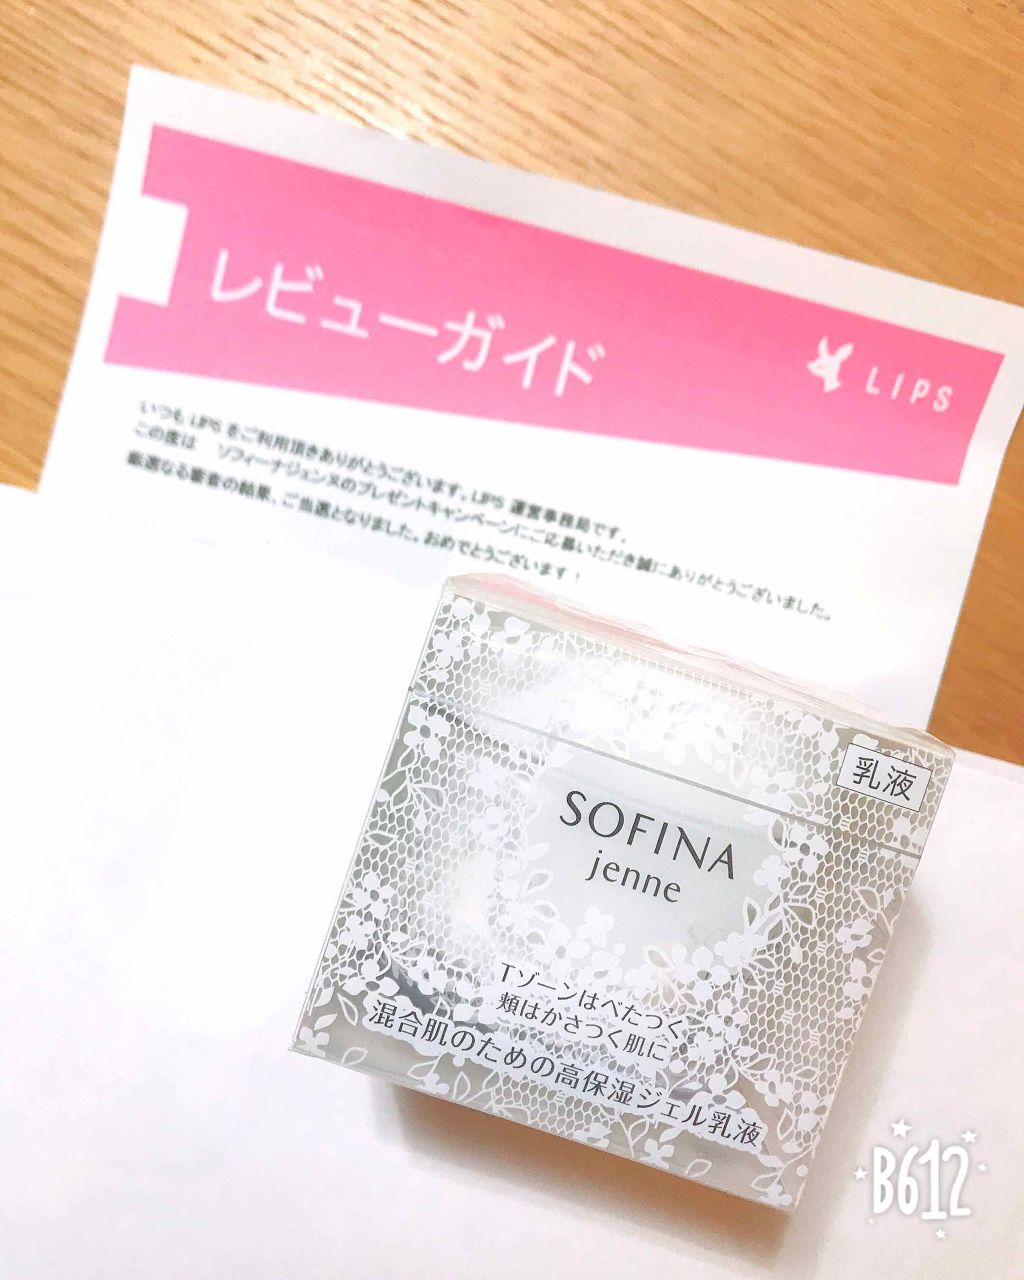 レビューガイド
LIPS
いつも LIPS をご利用頂きありがとうございます。LIPS 運営事務局です。
この度は ソフィーナジェンヌのプレゼントキャンペーンにご応募いただき誠にありがとうございました。
厳選なる審査の結果、ご当選となりました。おめでとうございます!
乳液
SOFINA
jenne
Tゾーンはべたつく
頬はかさつく肌に
混合肌のための高保湿ジェル乳液
B612